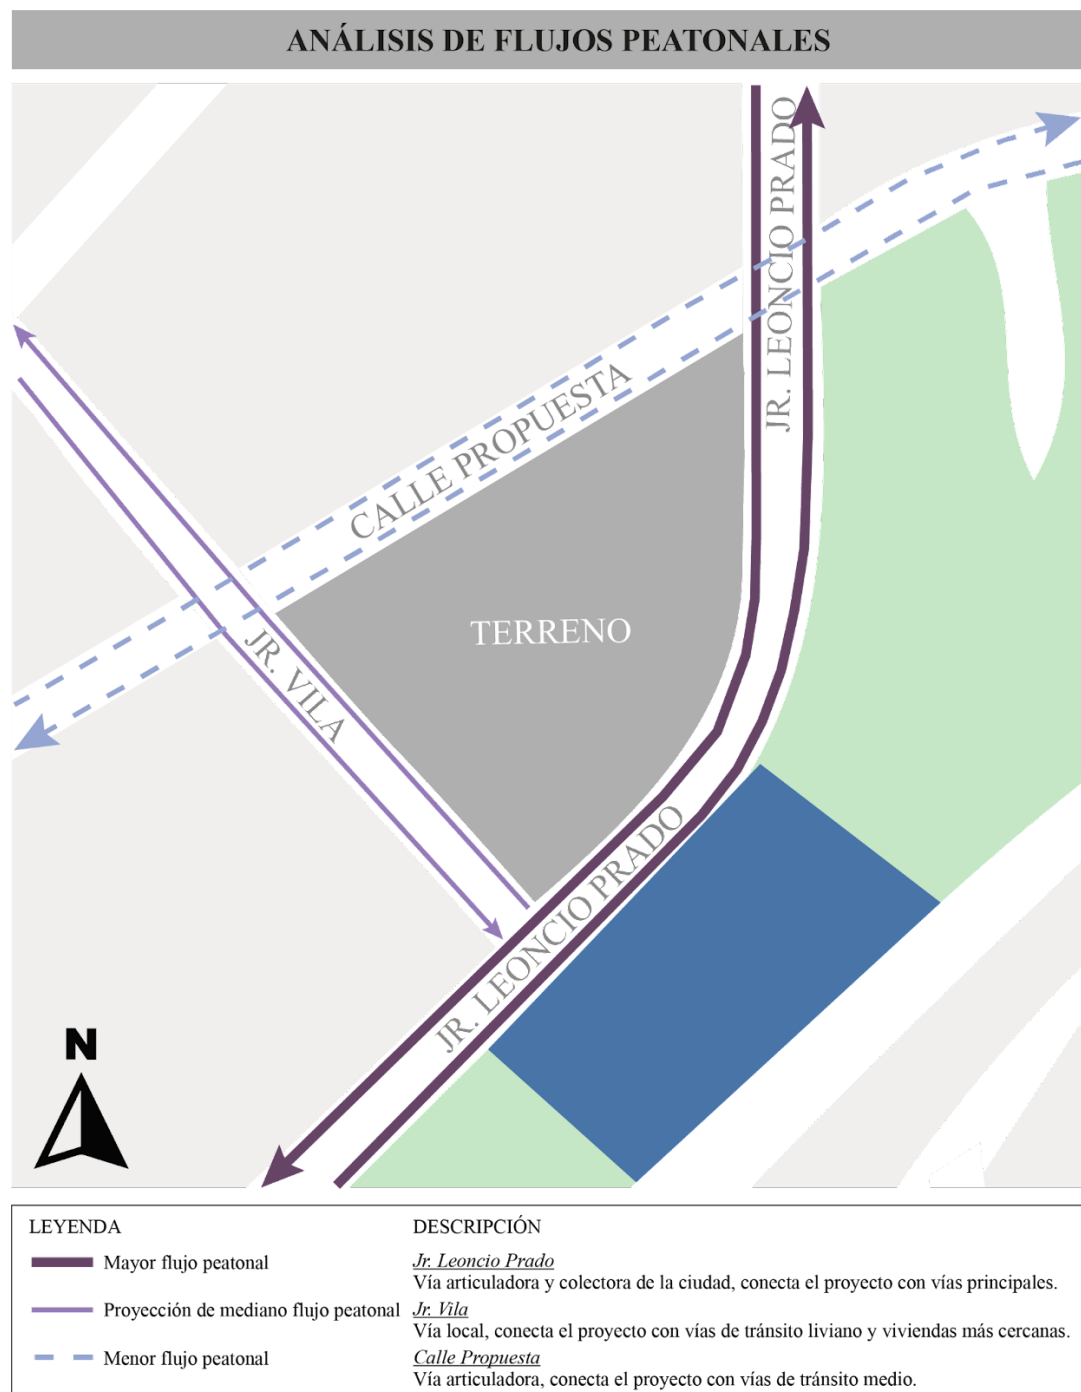 ANÁLISIS DE FLUJOS PEATONALES
JR. LEONCIO PRADO
CALLE PROPUESTA
TERRENO
JR. VILA
JR. LEONCIO PRADO
N
LEYENDA
Mayor flujo peatonal
Proyección de mediano flujo peatonal
Menor flujo peatonal
DESCRIPCIÓN
Jr. Leoncio Prado
Vía articuladora y colectora de la ciudad, conecta el proyecto con vías principales.
Jr. Vila
Vía local, conecta el proyecto con vías de tránsito liviano y viviendas más cercanas.
Calle Propuesta
Vía articuladora, conecta el proyecto con vías de tránsito medio.